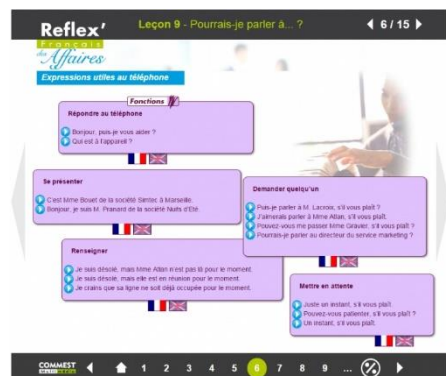 Reflex'
Français
des Affaires
Leçon 9 - Pourrais-je parler à... ?
6 / 15
Expressions utiles au téléphone
Fonctions
Répondre au téléphone
Bonjour, puis-je vous aider ?
Qui est à l'appareil ?
Se présenter
C'est Mme Bouet de la société Simtec à Marseille.
Bonjour, je suis M. Pranard de la société Nuits d'Eté.
Demander quelqu'un
Puis-je parler à M. Lacroix, s'il vous plaît ?
J'aimerais parler à Mme Attan, s'il vous plaît.
Pouvez-vous me passer Mme Gravier, s'il vous plaît ?
Pourrais-je parler au directeur du service marketing ?
Renseigner
Je suis désolé, mais Mme Attan n'est pas là pour le moment.
Je suis désolé, mais elle est en réunion pour le moment.
Je crains que sa ligne ne soit déjà occupée pour le moment.
Mettre en attente
Juste un instant, s'il vous plaît.
Pouvez-vous patienter, s'il vous plaît ?
Un instant, s'il vous plaît.
COMMEST
MULTIMEDIA
1 2 3 4 5 6 7 8 9 ... %